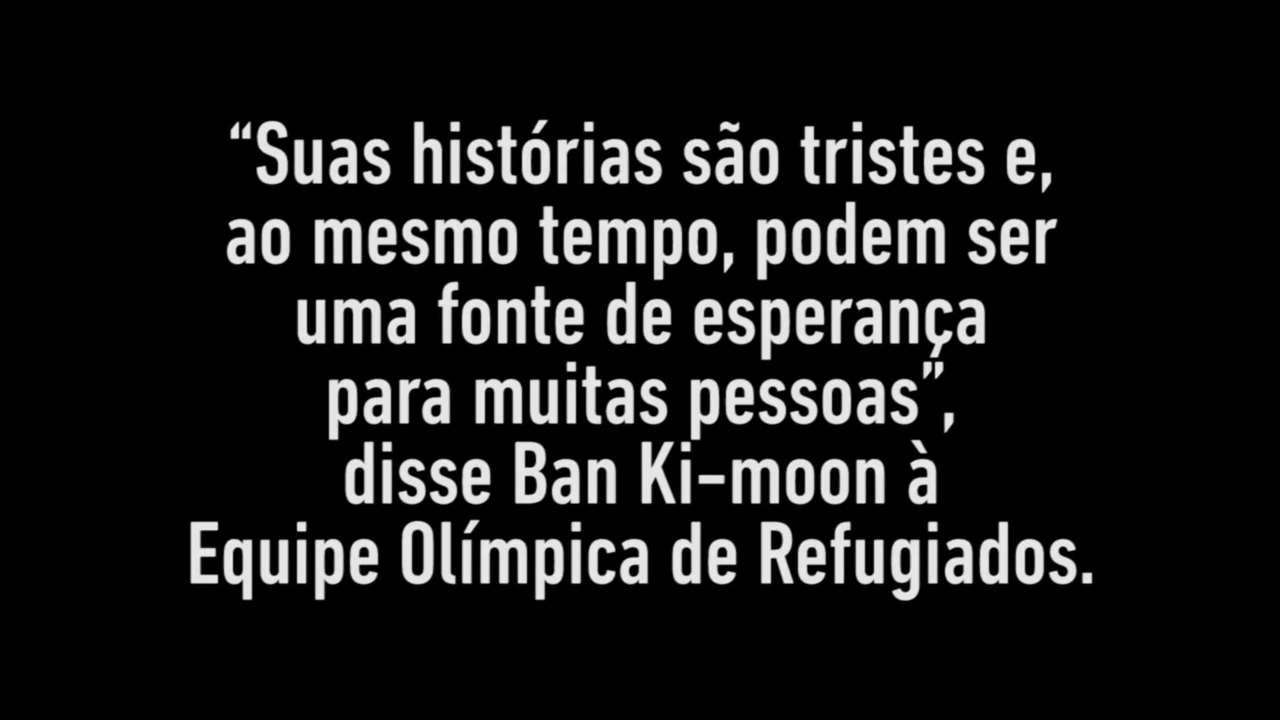 “Suas histórias são tristes e,
ao mesmo tempo, podem ser
uma fonte de esperança
para muitas pessoas”,
disse Ban Ki-moon à
Equipe Olímpica de Refugiados.